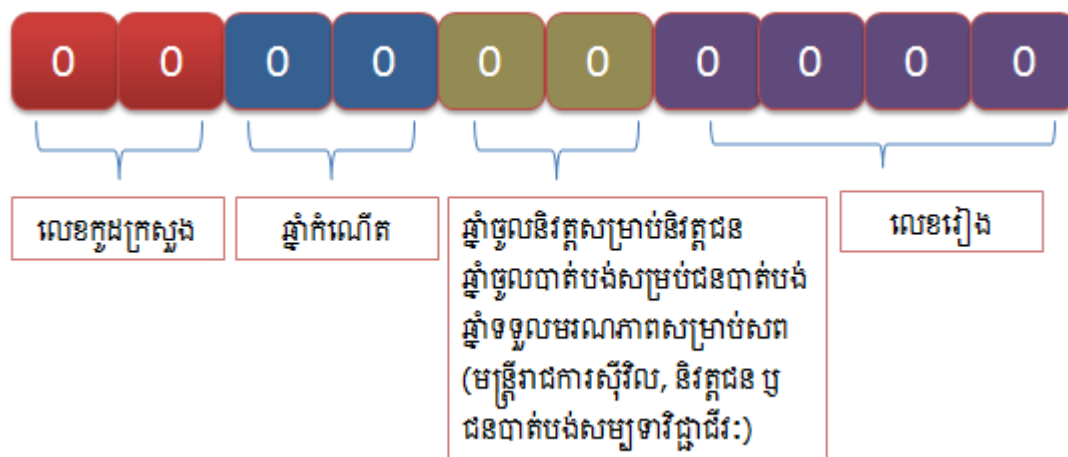 0 0 0 0 0 0 0 0 0 0
លេខកូដក្រសួង
ឆ្នាំកំណើត
ឆ្នាំចូលនិវត្តសម្រាប់និវត្តជន
ឆ្នាំចូលបាត់បង់សម្រប់ជនបាត់បង់
ឆ្នាំទទួលមរណភាពសម្រាប់សព
(មន្ត្រីរាជការស៊ីវិល, និវត្តជន ឫ
ជនបាត់បង់សម្បទាវិជ្ជាជីវៈ)
លេខរៀង